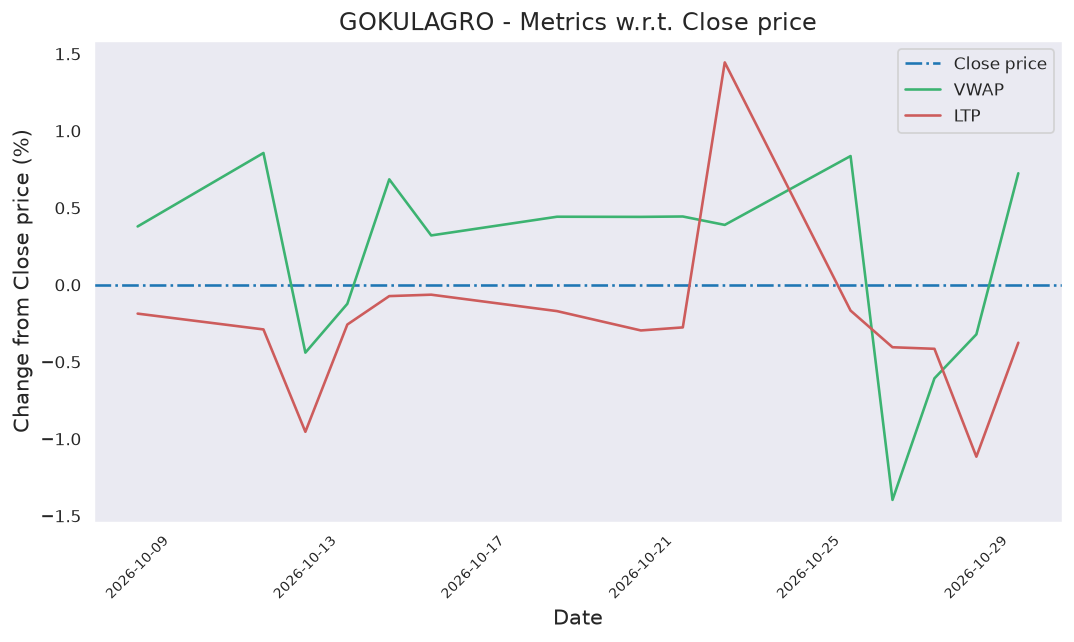 GOKULAGRO - Metrics w.r.t. Close price
Change from Close price (%)
1.5
1.0
0.5
0.0
−0.5
−1.0
−1.5
Close price
VWAP
LTP
2026-10-09
2026-10-13
2026-10-17
2026-10-21
2026-10-25
2026-10-29
Date